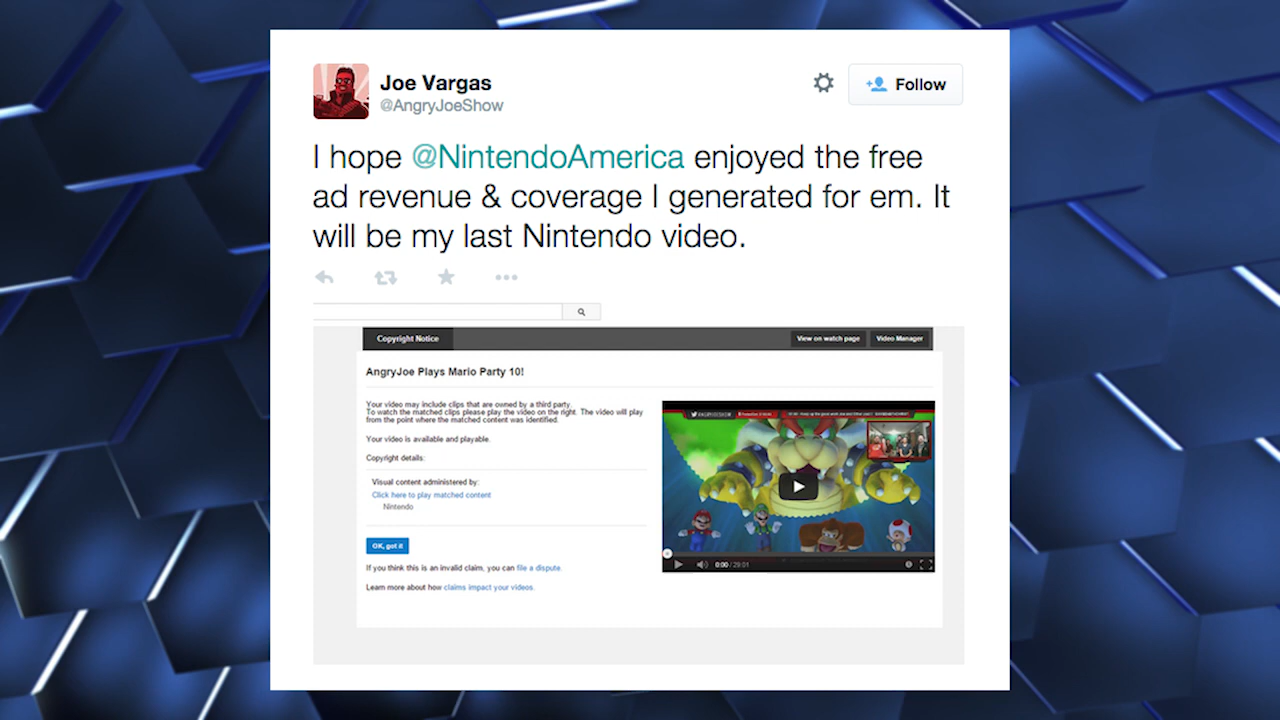 Joe Vargas
@AngryJoeShow
Follow
I hope @NintendoAmerica enjoyed the free
ad revenue & coverage I generated for em. It
will be my last Nintendo video.
Copyright Notice
View on watch page
Video Manager
AngryJoe Plays Mario Party 10!
Your video may include clips that are owned by a third party.
To watch the matched clips please play the video on the right. The video will play
from the point where the matched content was identified.
Your video is available and playable.
Copyright details:
Visual content administered by:
Click here to play matched content
Nintendo
OK, got it
If you think this is an invalid claim, you can file a dispute.
Learn more about how claims impact your videos.
0:00 / 29:01